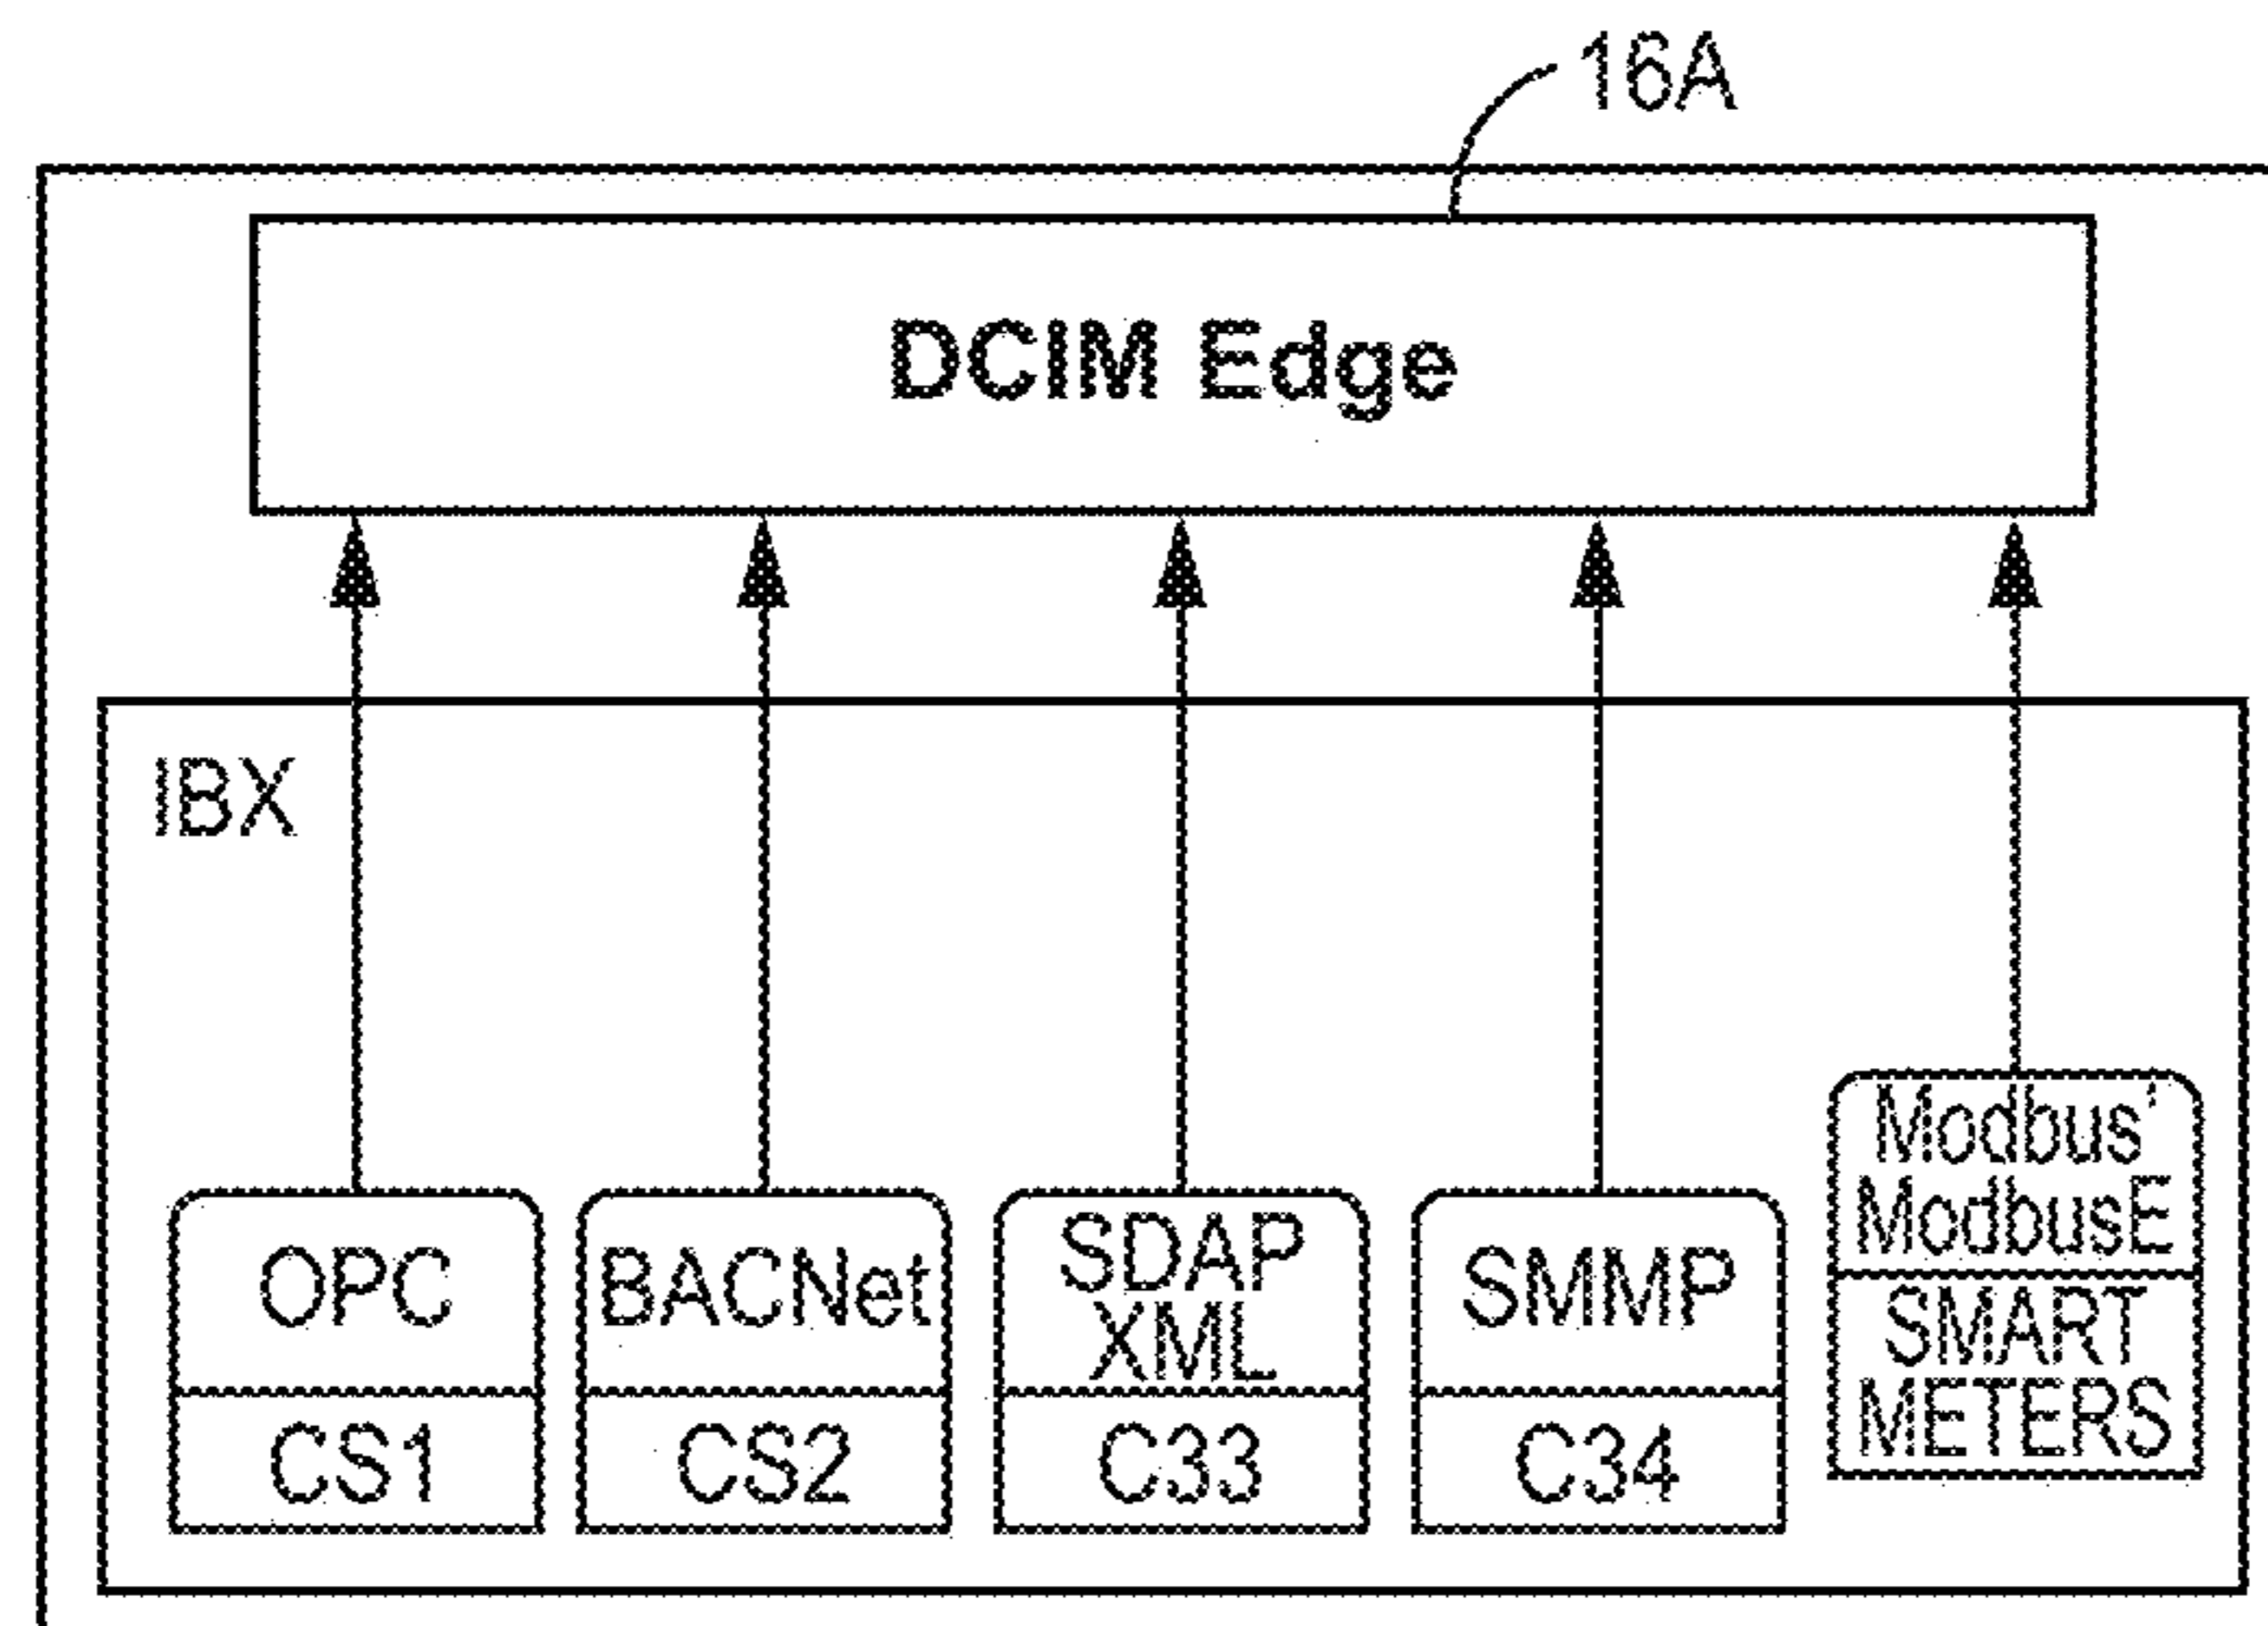 16A
DCIM Edge
IBX
OPC
CS1
BACNet
CS2
SDAP
XML
C33
SMMP
C34
Modbus'
ModbusE
SMART
METERS